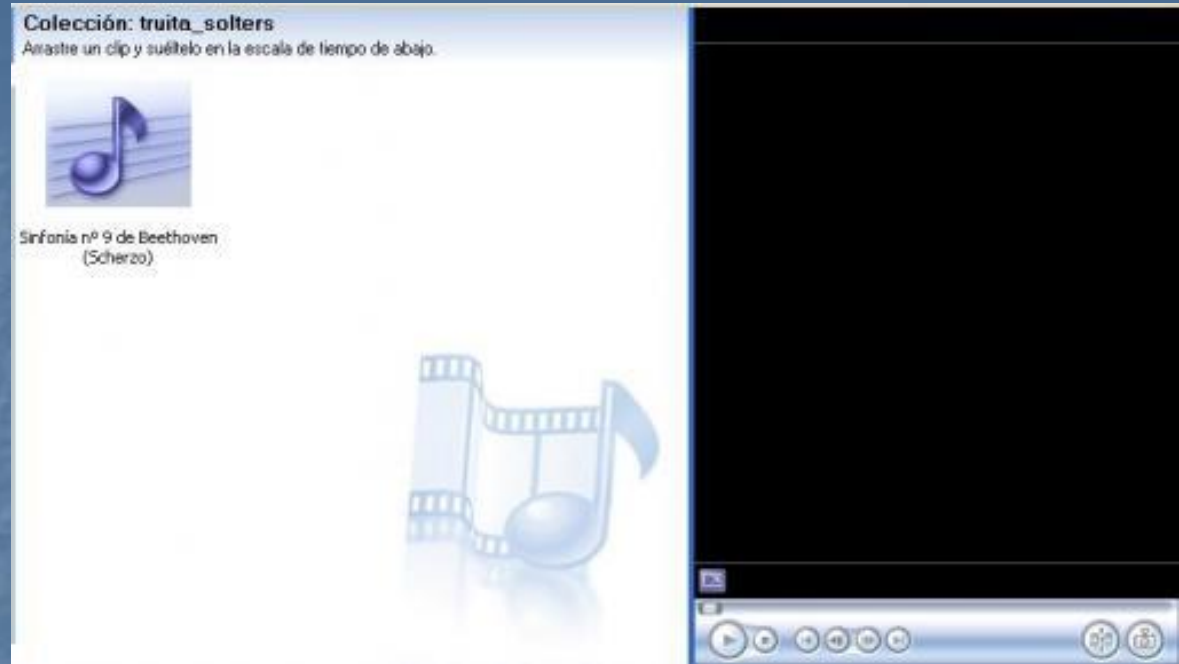 Colección: truita_solters
Arrastre un clip y suéltelo en la escala de tiempo de abajo.
Sinfonía nº 9 de Beethoven
(Scherzo)